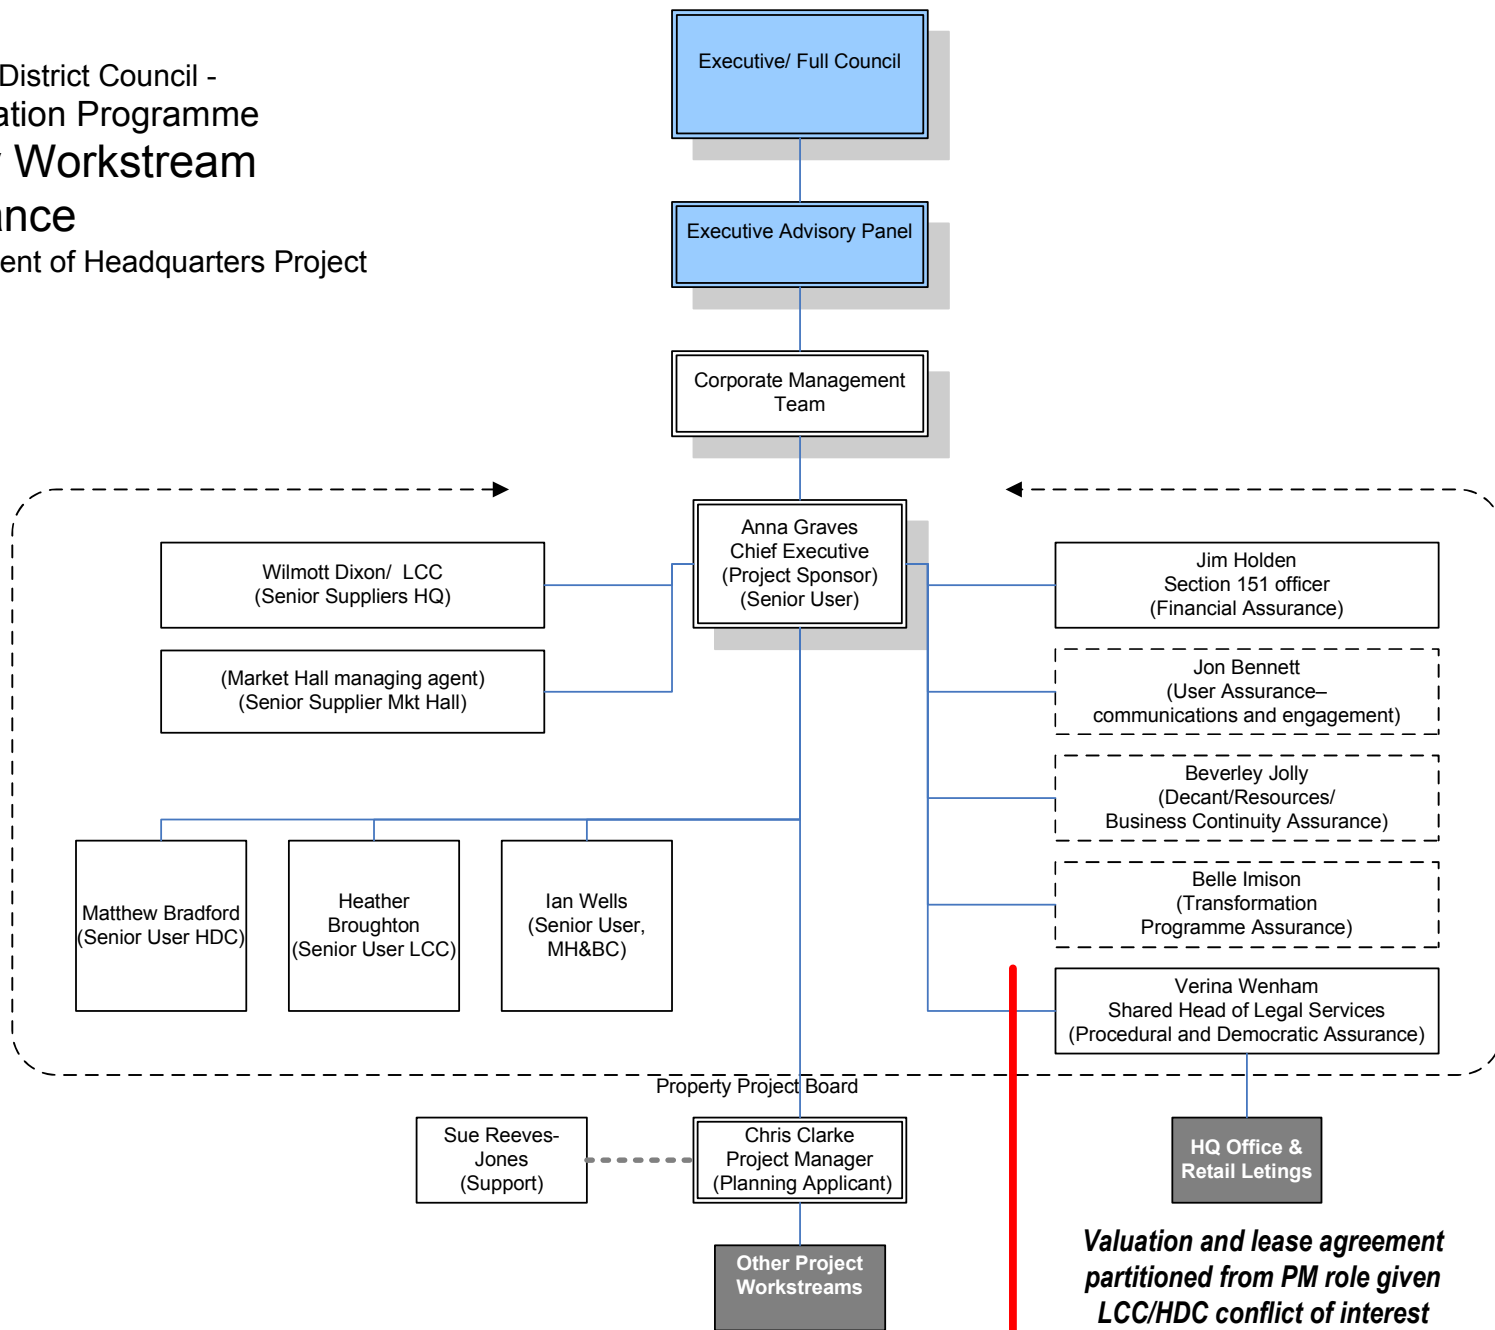 District Council -
ation Programme
Workstream
ance
ent of Headquarters Project
Executive/ Full Council
Executive Advisory Panel
Corporate Management
Team
Anna Graves
Chief Executive
(Project Sponsor)
(Senior User)
Wilmott Dixon/ LCC
(Senior Suppliers HQ)
(Market Hall managing agent)
(Senior Supplier Mkt Hall)
Jim Holden
Section 151 officer
(Financial Assurance)
Jon Bennett
(User Assurance–
communications and engagement)
Beverley Jolly
(Decant/Resources/
Business Continuity Assurance)
Belle Imison
(Transformation
Programme Assurance)
Verina Wenham
Shared Head of Legal Services
(Procedural and Democratic Assurance)
Matthew Bradford
(Senior User HDC)
Heather
Broughton
(Senior User LCC)
Ian Wells
(Senior User,
MH&BC)
Property Project Board
Sue Reeves-
Jones
(Support)
Chris Clarke
Project Manager
(Planning Applicant)
HQ Office &
Retail Letings
Other Project
Workstreams
Valuation and lease agreement
partitioned from PM role given
LCC/HDC conflict of interest